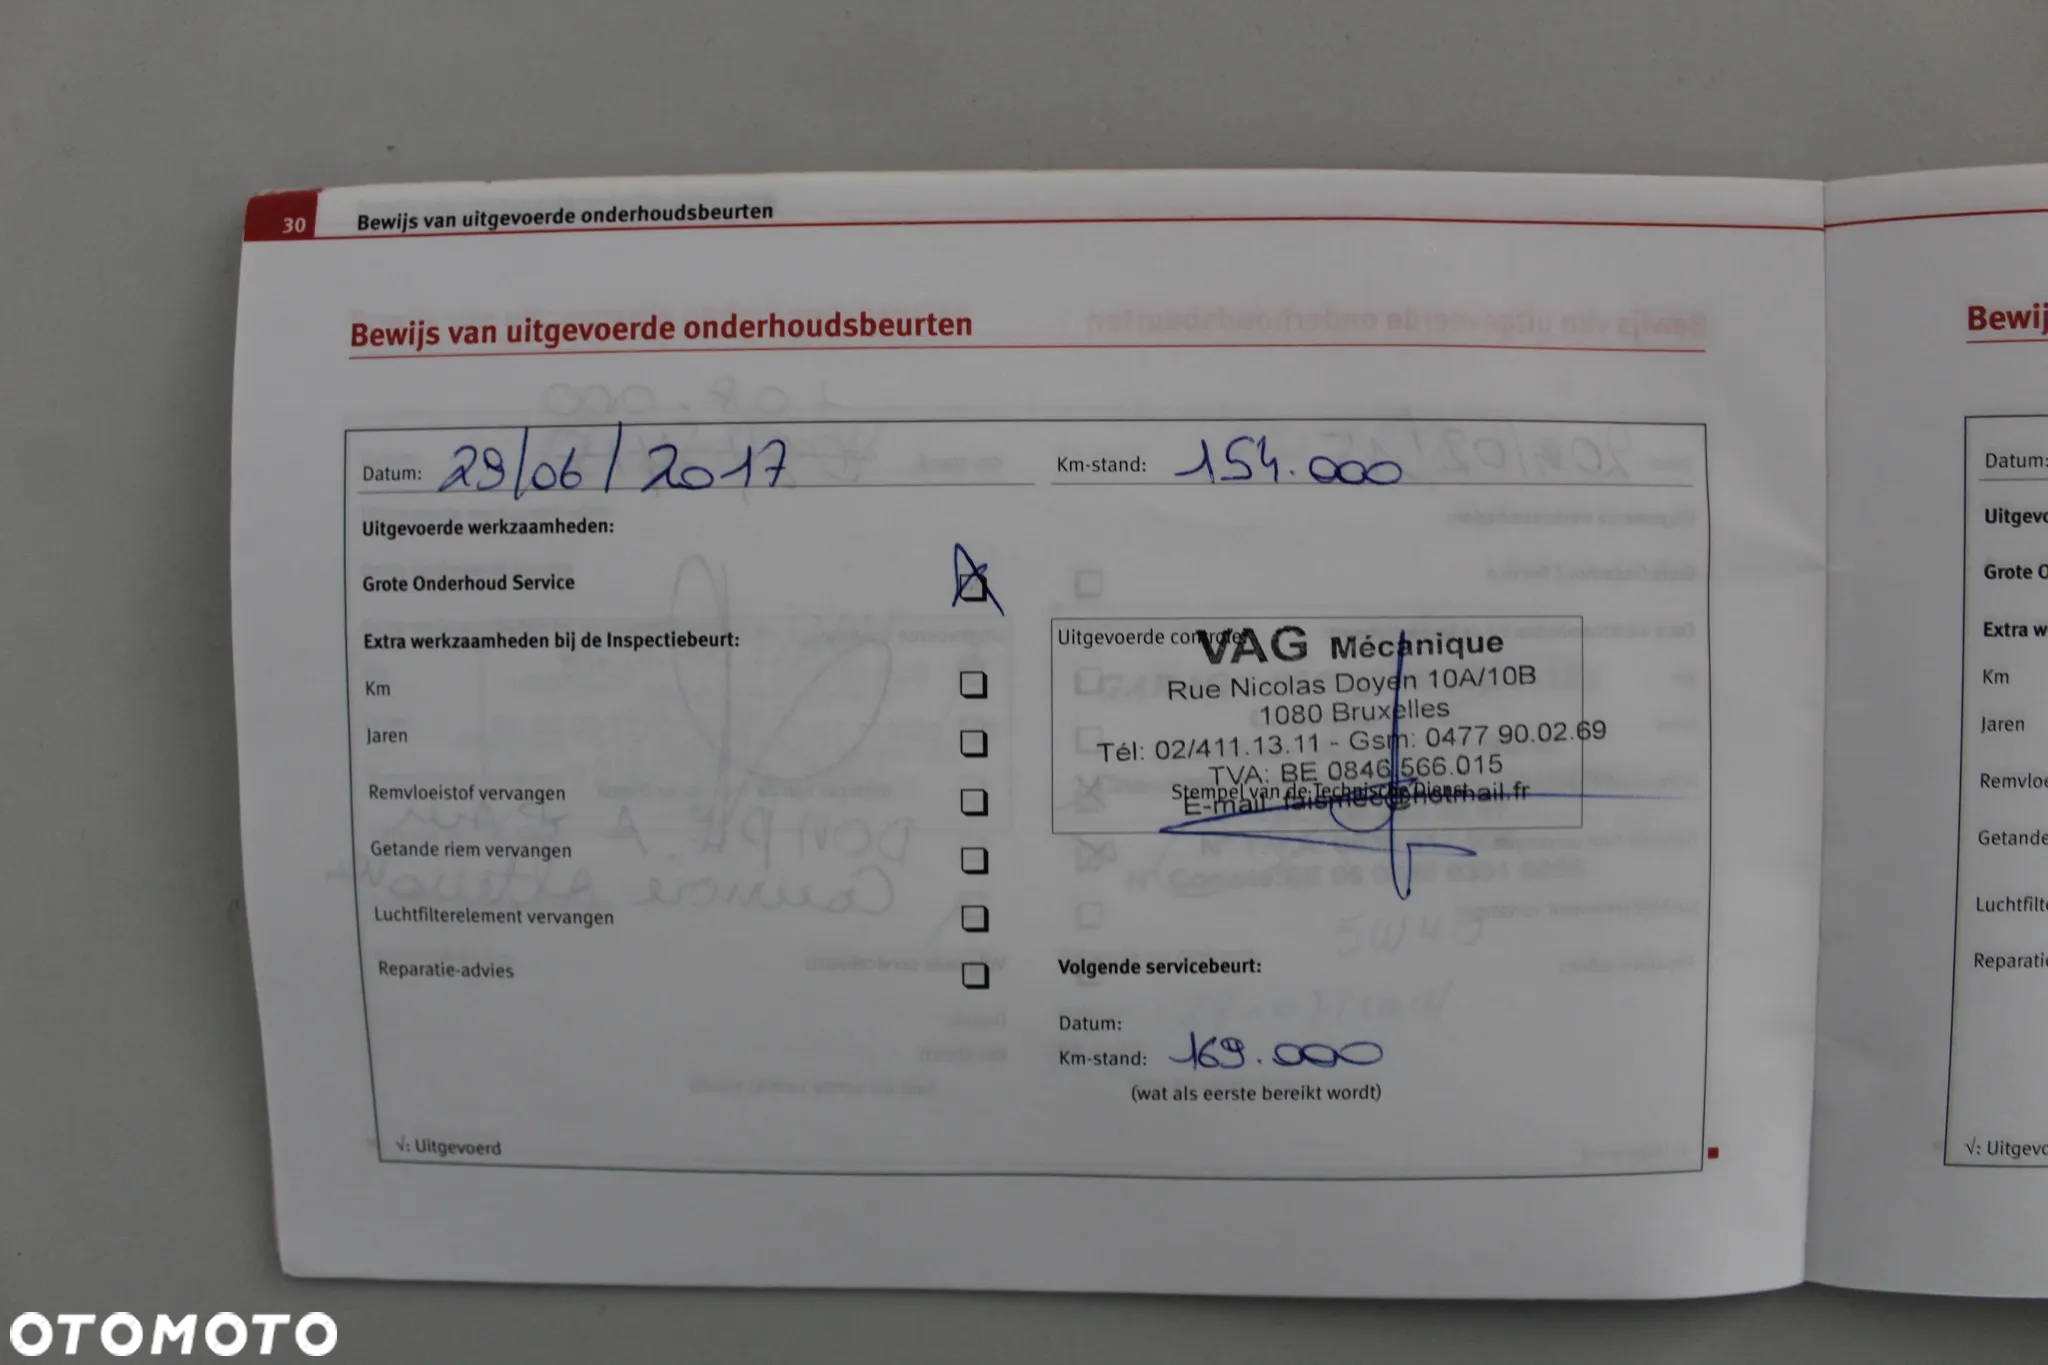 30 Bewijs van uitgevoerde onderhoudsbeurten
Bewijs van uitgevoerde onderhoudsbeurten
Datum: 29/06/2017
Km-stand: 154.000
Uitgevoerde werkzaamheden:
Grote Onderhoud Service
Extra werkzaamheden bij de Inspectiebeurt:
Km
Jaren
Remvloeistof vervangen
Getande riem vervangen
Luchtfilterelement vervangen
Reparatie-advies
√: Uitgevoerd
Uitgevoerde controle
VAG Mécanique
Rue Nicolas Doyen 10A/10B
1080 Bruxelles
Tél: 02/411.13.11 - Gsm: 0477 90.02.69
TVA: BE 0846.566.015
Stempel van de Technische Dienst
E-mail
Volgende servicebeurt:
Datum:
Km-stand: 169.000
(wat als eerste bereikt wordt)
Bewij
Datum:
Uitgevo
Grote O
Extra w
Km
Jaren
Remvloe
Getande
Luchtfilte
Reparati
√: Uitgevo
OTOMOTO